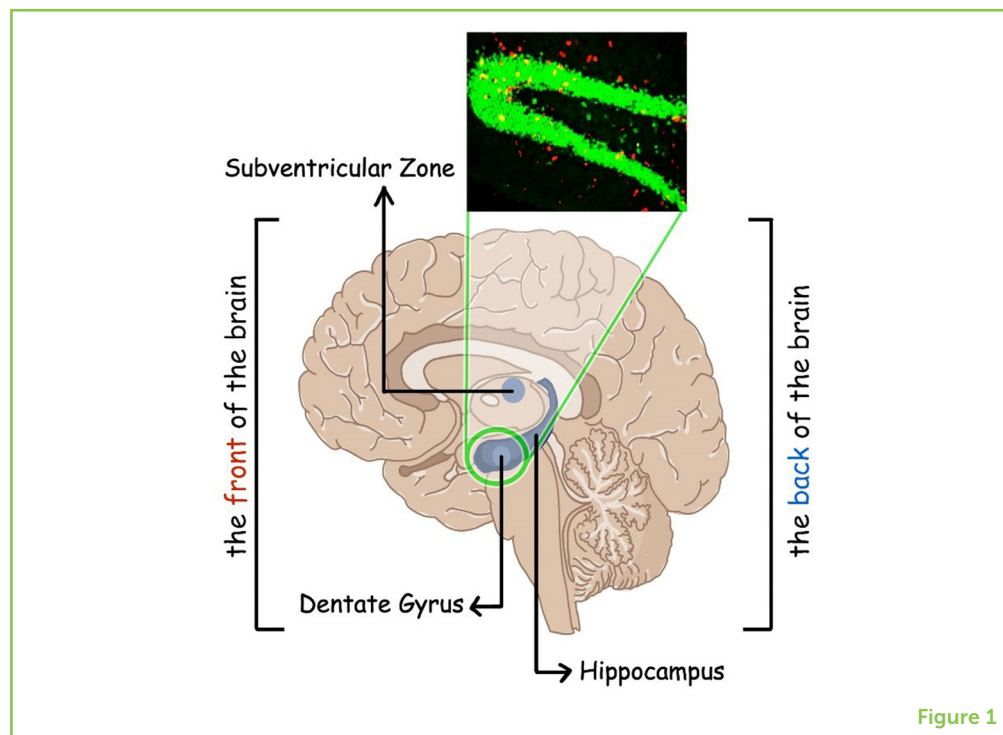 Subventricular Zone
the front of the brain
the back of the brain
Dentate Gyrus
Hippocampus
Figure 1